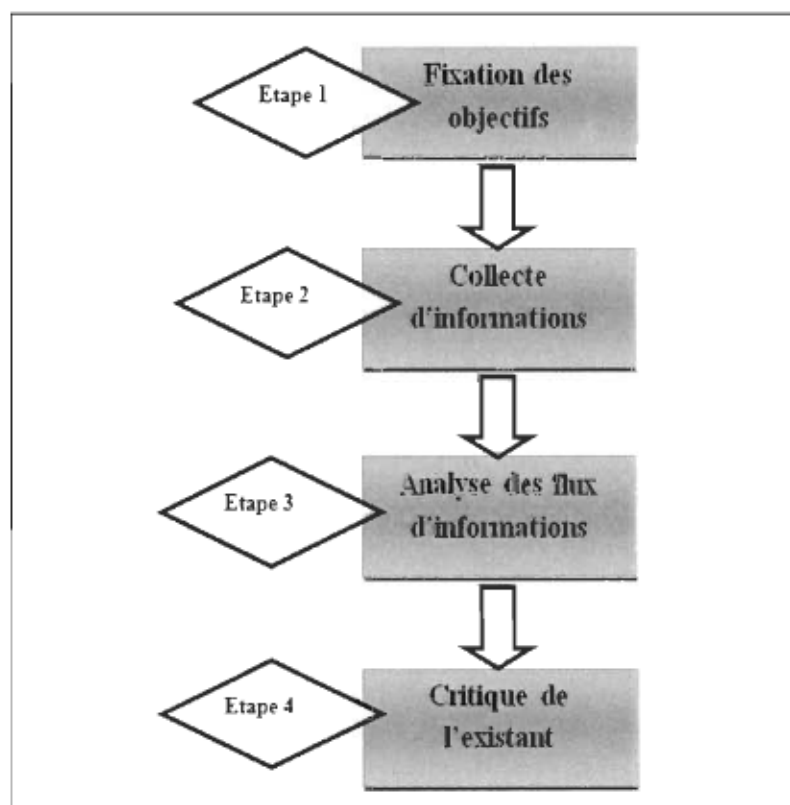 Etape 1
Fixation des
objectifs
Etape 2
Collecte
d'informations
Etape 3
Analyse des flux
d'informations
Etape 4
Critique de
l'existant